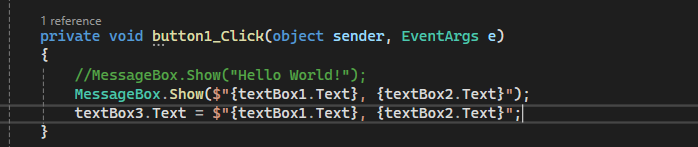 1 reference
private void button1_Click(object sender, EventArgs e)
{
//MessageBox.Show("Hello World!");
MessageBox.Show($"{textBox1.Text}, {textBox2.Text}");
textBox3.Text = $"{textBox1.Text}, {textBox2.Text}";
}